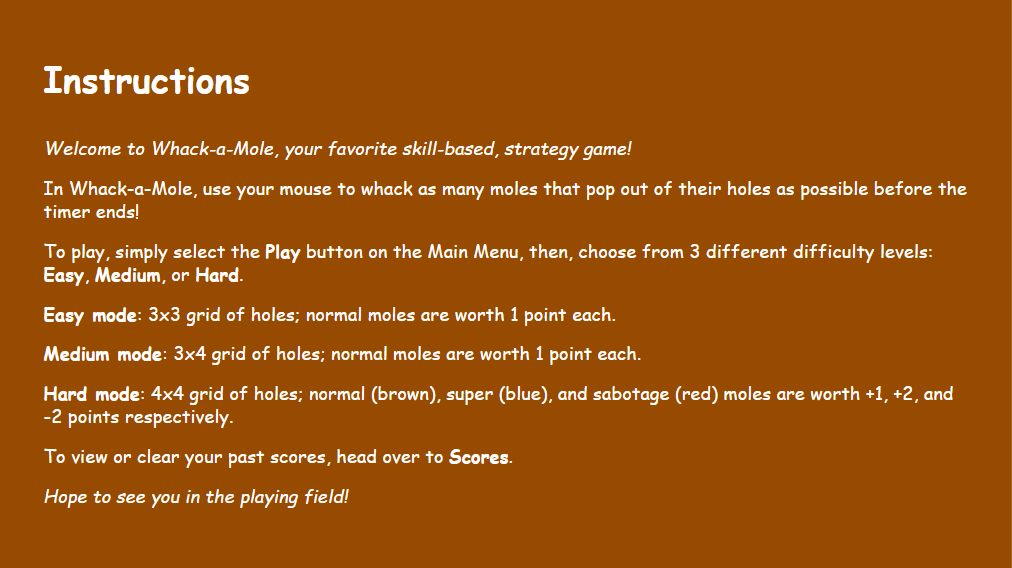 Instructions
Welcome to Whack-a-Mole, your favorite skill-based, strategy game!
In Whack-a-Mole, use your mouse to whack as many moles that pop out of their holes as possible before the
timer ends!
To play, simply select the Play button on the Main Menu, then, choose from 3 different difficulty levels:
Easy, Medium, or Hard.
Easy mode: 3x3 grid of holes; normal moles are worth 1 point each.
Medium mode: 3x4 grid of holes; normal moles are worth 1 point each.
Hard mode: 4x4 grid of holes; normal (brown), super (blue), and sabotage (red) moles are worth +1, +2, and
-2 points respectively.
To view or clear your past scores, head over to Scores.
Hope to see you in the playing field!